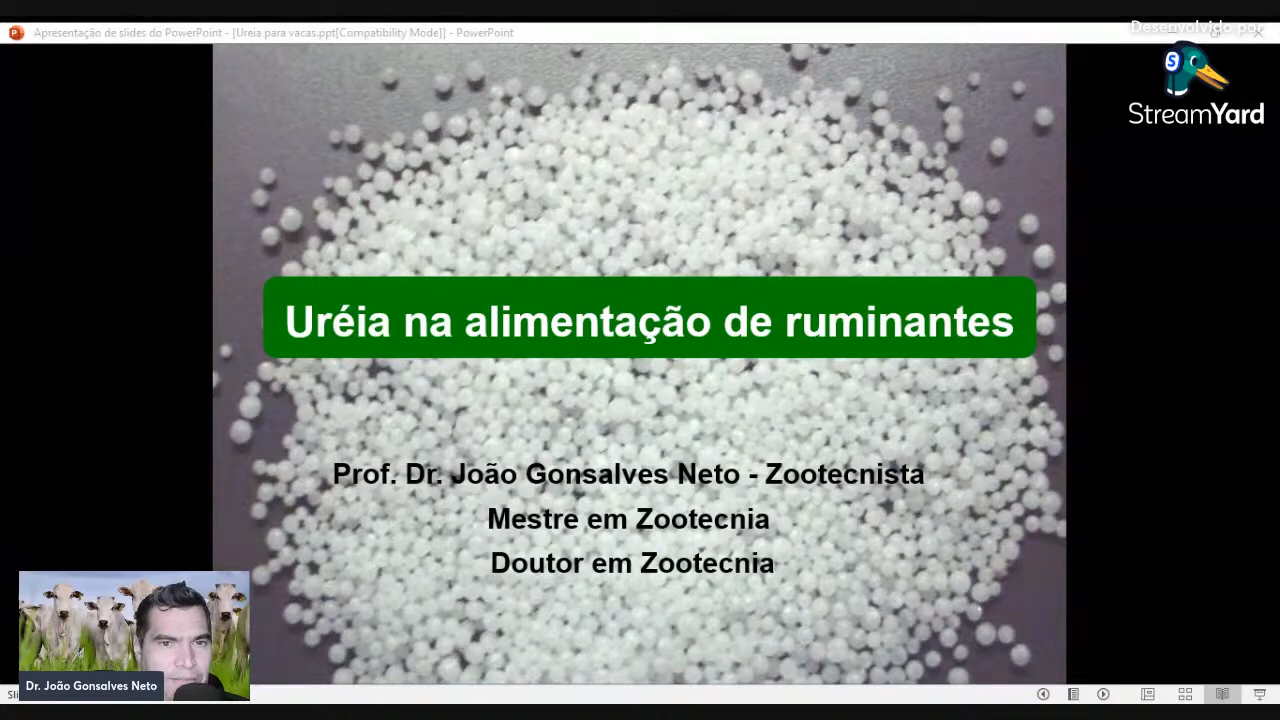 Desenvolvido por
Apresentação de slides do PowerPoint - [Ureia para vacas.ppt[Compatibility Mode]] - PowerPoint
S
StreamYard
Uréia na alimentação de ruminantes
Prof. Dr. João Gonsalves Neto - Zootecnista
Mestre em Zootecnia
Doutor em Zootecnia
Dr. João Gonsalves Neto